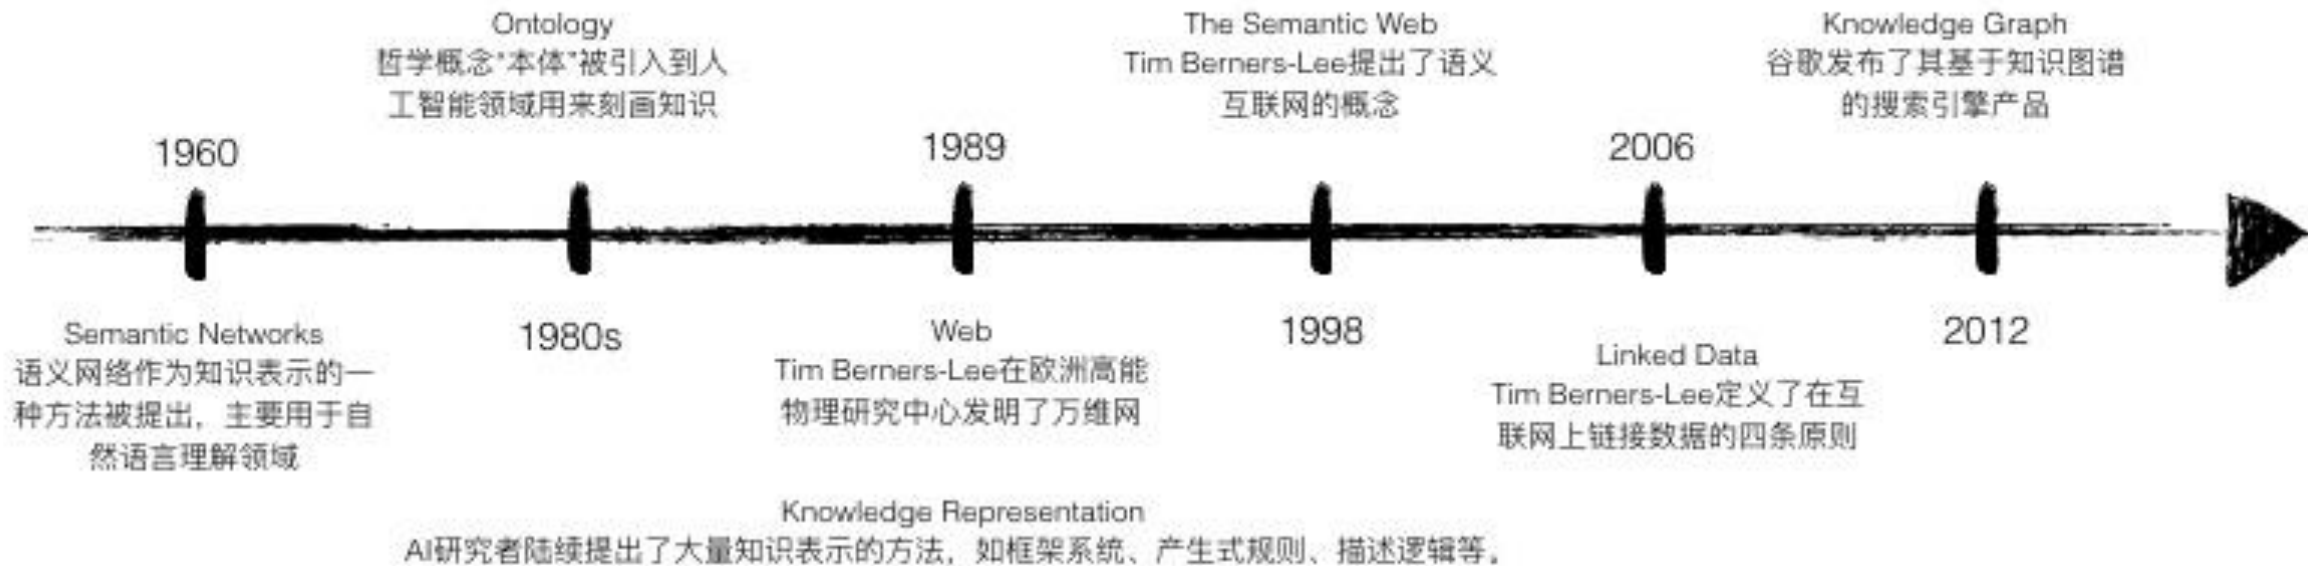 Ontology
哲学概念“本体”被引入到人
工智能领域用来刻画知识
The Semantic Web
Tim Berners-Lee提出了语义
互联网的概念
Knowledge Graph
谷歌发布了其基于知识图谱
的搜索引擎产品
1960
1989
2006
Semantic Networks
语义网络作为知识表示的一
种方法被提出，主要用于自
然语言理解领域
1980s
Web
Tim Berners-Lee在欧洲高能
物理研究中心发明了万维网
1998
Linked Data
Tim Berners-Lee定义了在互
联网上链接数据的四条原则
2012
Knowledge Representation
AI研究者陆续提出了大量知识表示的方法，如框架系统、产生式规则、描述逻辑等。